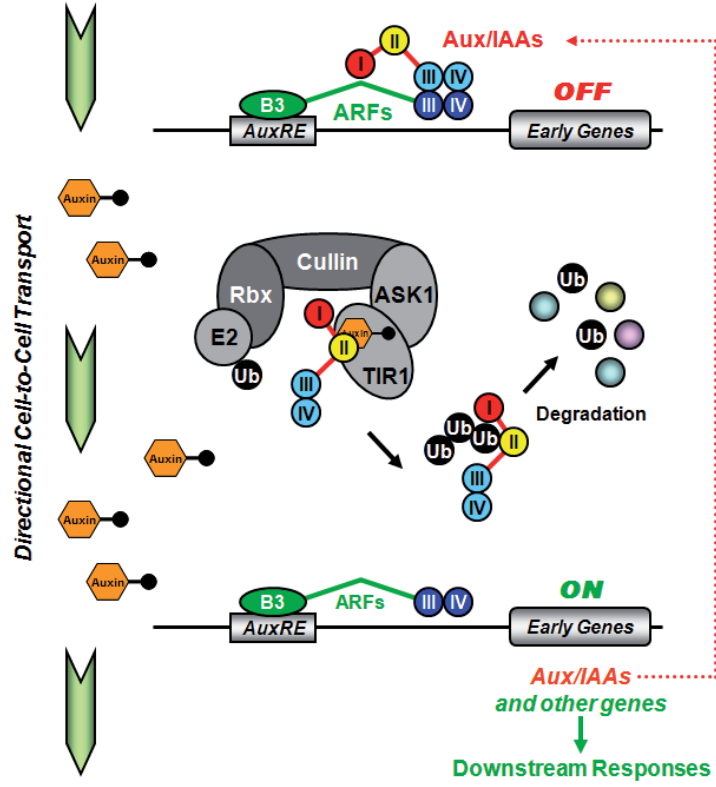 Directional Cell-to-Cell Transport
II
Aux/IAAs
I
III IV
OFF
B3
ARFs
III IV
AuxRE
Early Genes
Auxin
Auxin
Cullin
Rbx
ASK1
E2
I
Auxin
II
TIR1
Ub
III
IV
Ub
Ub
Degradation
I
Ub
Ub
Ub
II
III
IV
Auxin
Auxin
Auxin
ON
B3
ARFs
III IV
AuxRE
Early Genes
Aux/IAAs
and other genes
Downstream Responses